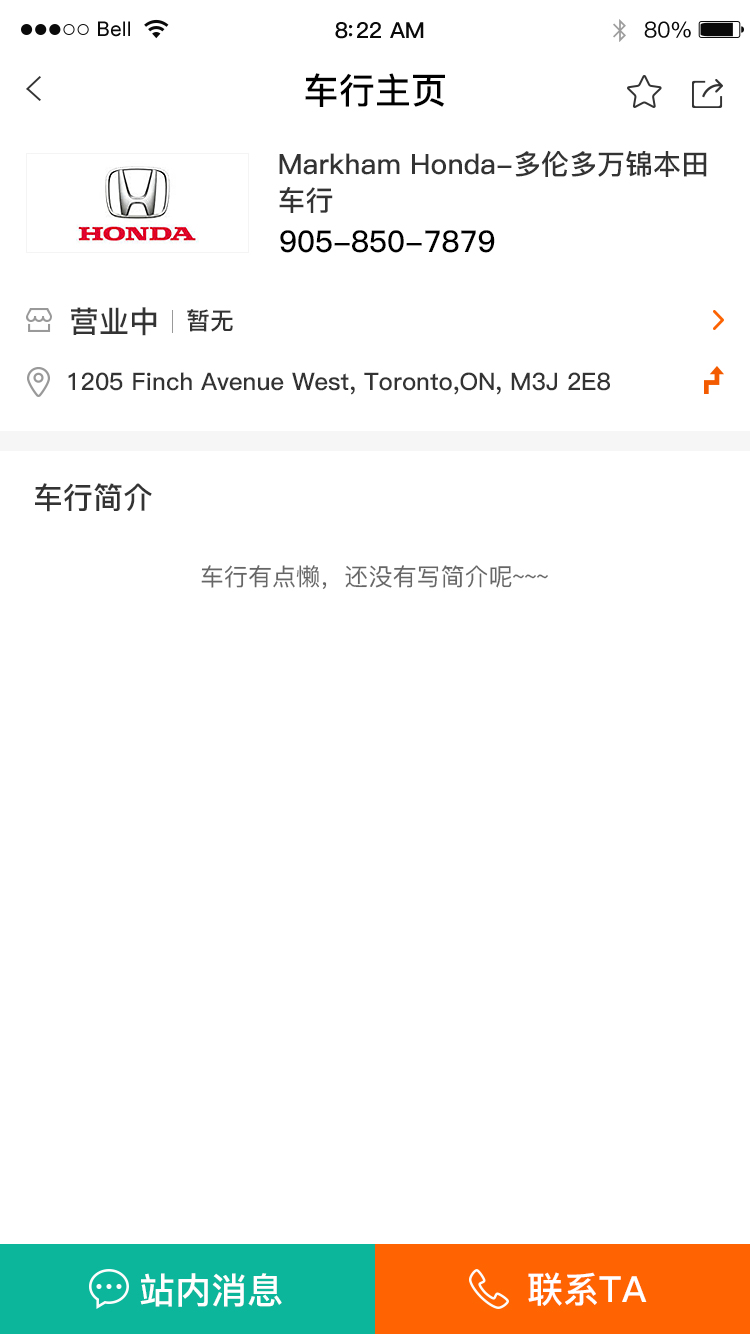 Bell 8:22 AM 80%
车行主页
HONDA
Markham Honda-多伦多万锦本田
车行
905-850-7879
营业中 暂无
1205 Finch Avenue West, Toronto,ON, M3J 2E8
车行简介
车行有点懒，还没有写简介呢~~~
站内消息 联系TA